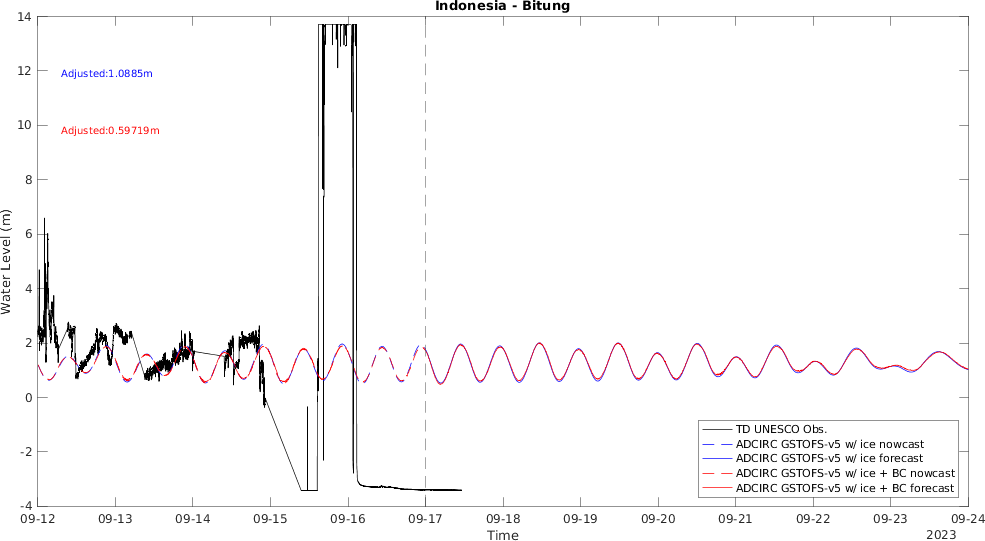 Indonesia - Bitung
14
12
10
8
6
4
2
0
-2
-4
Water Level (m)
Adjusted:1.0885m
Adjusted:0.59719m
TD UNESCO Obs.
ADCIRC GSTOFS-v5 w/ ice nowcast
ADCIRC GSTOFS-v5 w/ ice forecast
ADCIRC GSTOFS-v5 w/ ice + BC nowcast
ADCIRC GSTOFS-v5 w/ ice + BC forecast
09-12 09-13 09-14 09-15 09-16 09-17 09-18 09-19 09-20 09-21 09-22 09-23 09-24
Time
2023